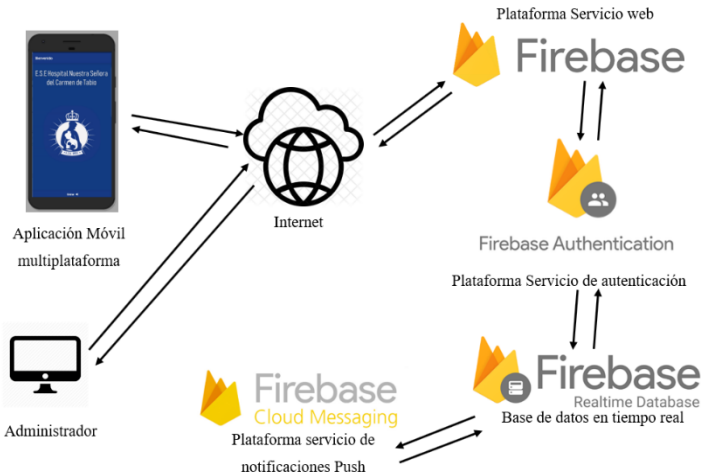 Plataforma Servicio web
Firebase
Bienvenido
E.S.E Hospital Nuestra Señora
del Carmen de Tabio
Internet
Aplicación Móvil
multiplataforma
Firebase Authentication
Plataforma Servicio de autenticación
Firebase
Realtime Database
Base de datos en tiempo real
Firebase
Cloud Messaging
Plataforma servicio de
notificaciones Push
Administrador